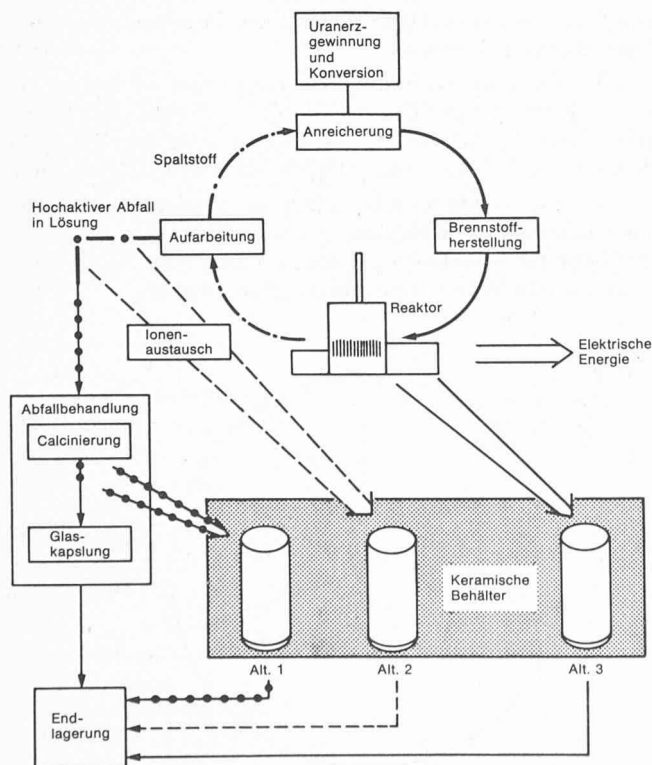 Uranerz-
gewinnung
und
Konversion
Anreicherung
Spaltstoff
Hochaktiver Abfall
in Lösung
Aufarbeitung
Brennstoff-
herstellung
Reaktor
Ionen-
austausch
Elektrische
Energie
Abfallbehandlung
Calcinierung
Glas-
kapslung
Keramische
Behälter
Alt. 1
Alt. 2
Alt. 3
End-
lagerung